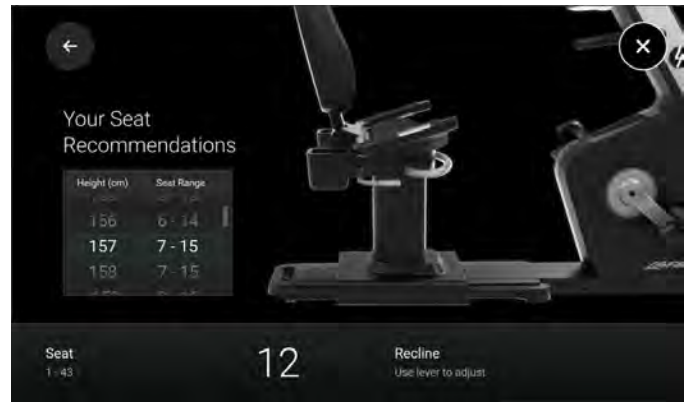 Your Seat
Recommendations
Height (cm) Seat Range
156 6 - 14
157 7 - 15
158 7 - 15
Seat
1 - 43
12
Recline
Use lever to adjust